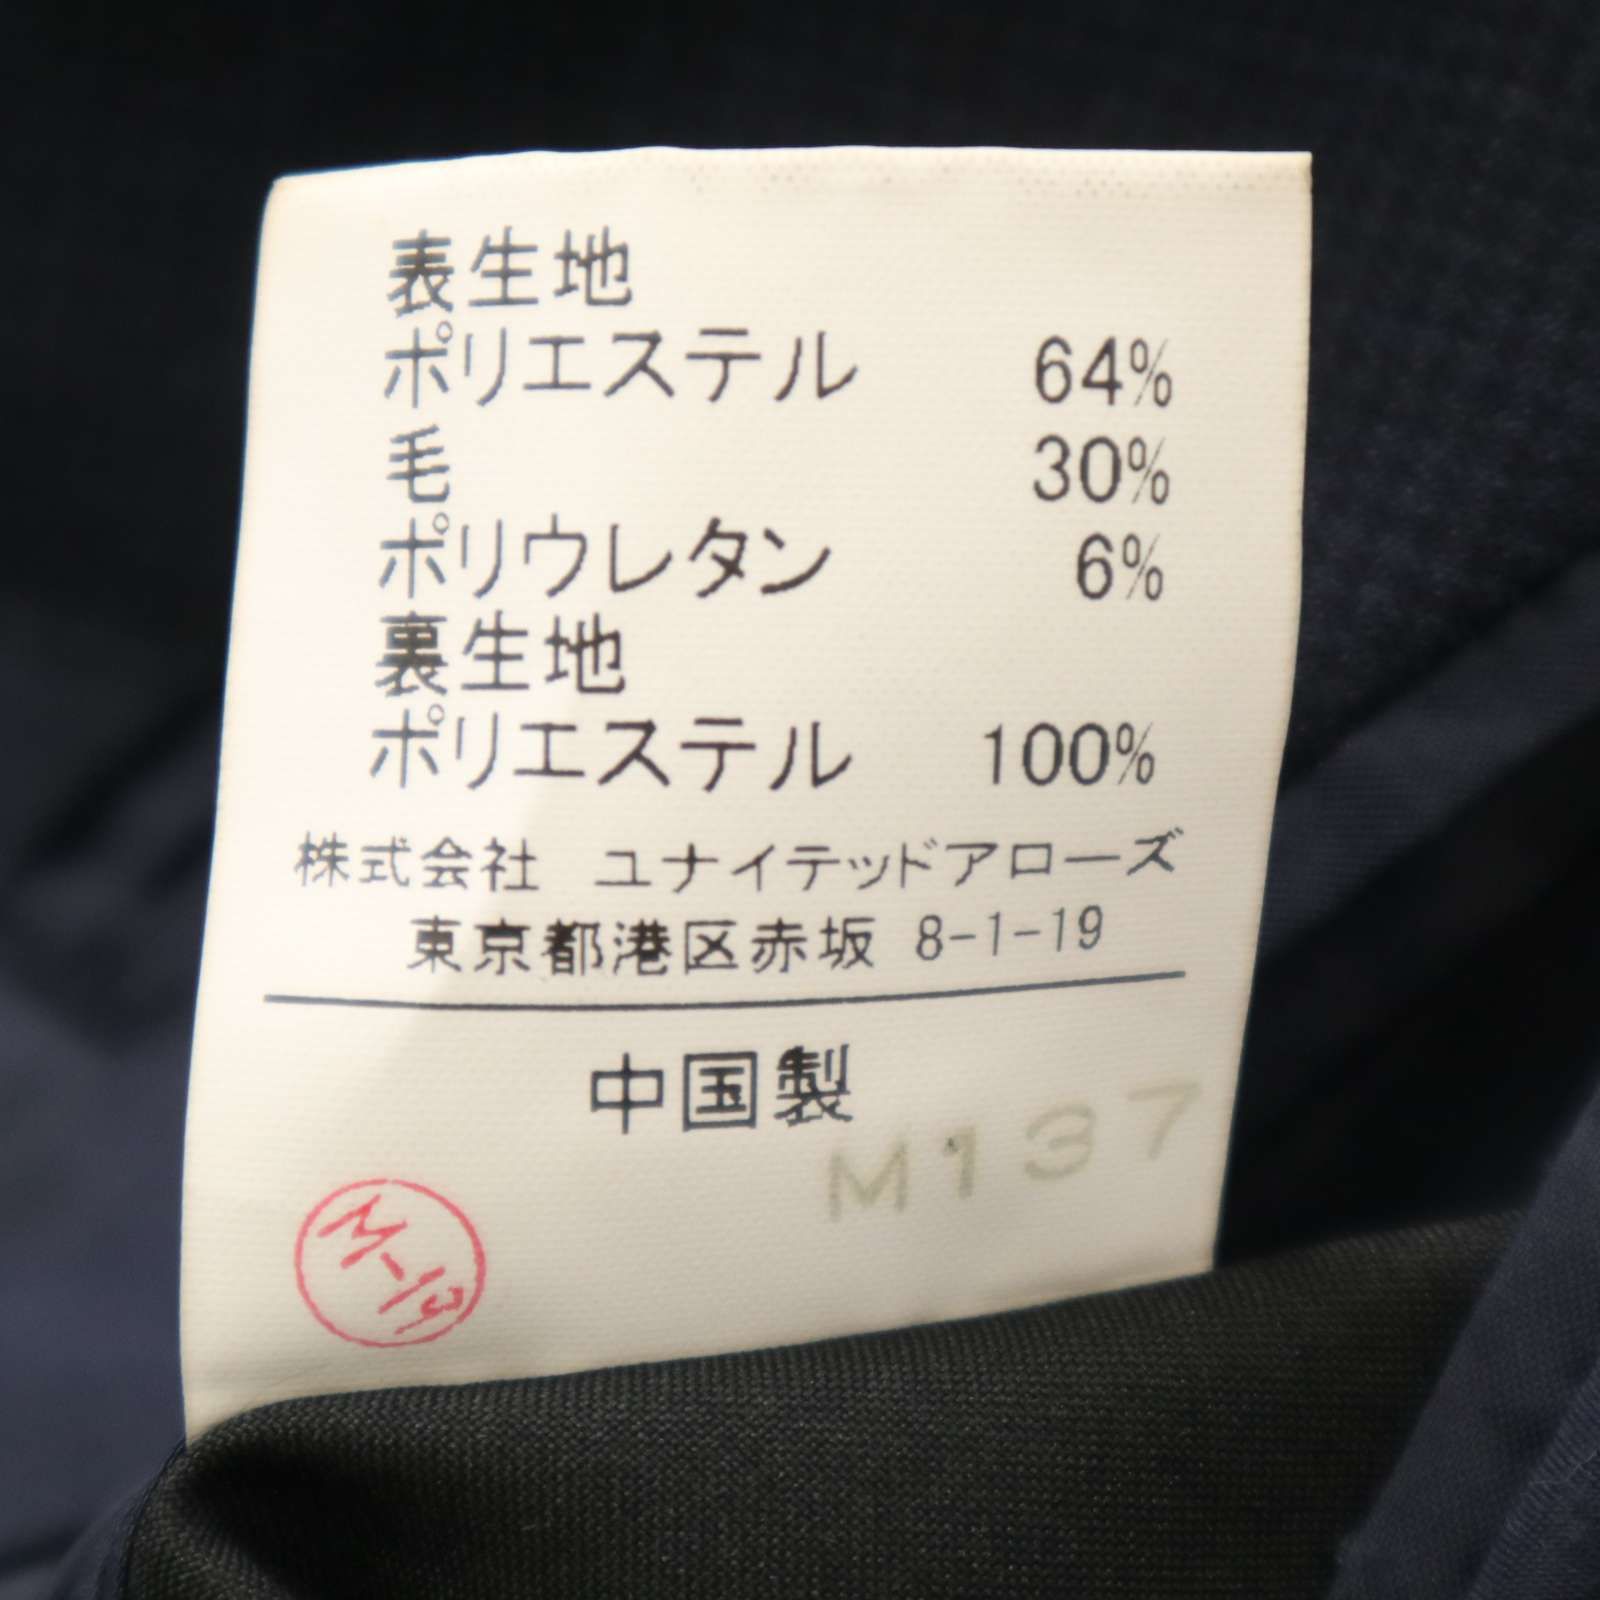 表生地
ポリエステル 64%
毛 30%
ポリウレタン 6%
裏生地
ポリエステル 100%
株式会社 ユナイテッドアローズ
東京都港区赤坂 8-1-19
中国製
M137